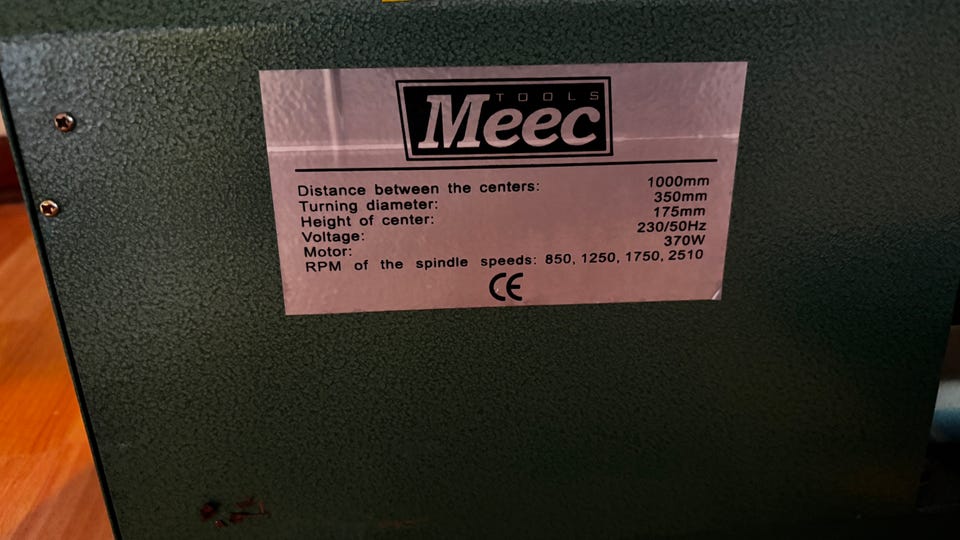 TOOLS
Meec
Distance between the centers: 1000mm
Turning diameter: 350mm
Height of center: 175mm
Voltage: 230/50Hz
Motor: 370W
RPM of the spindle speeds: 850, 1250, 1750, 2510
CE